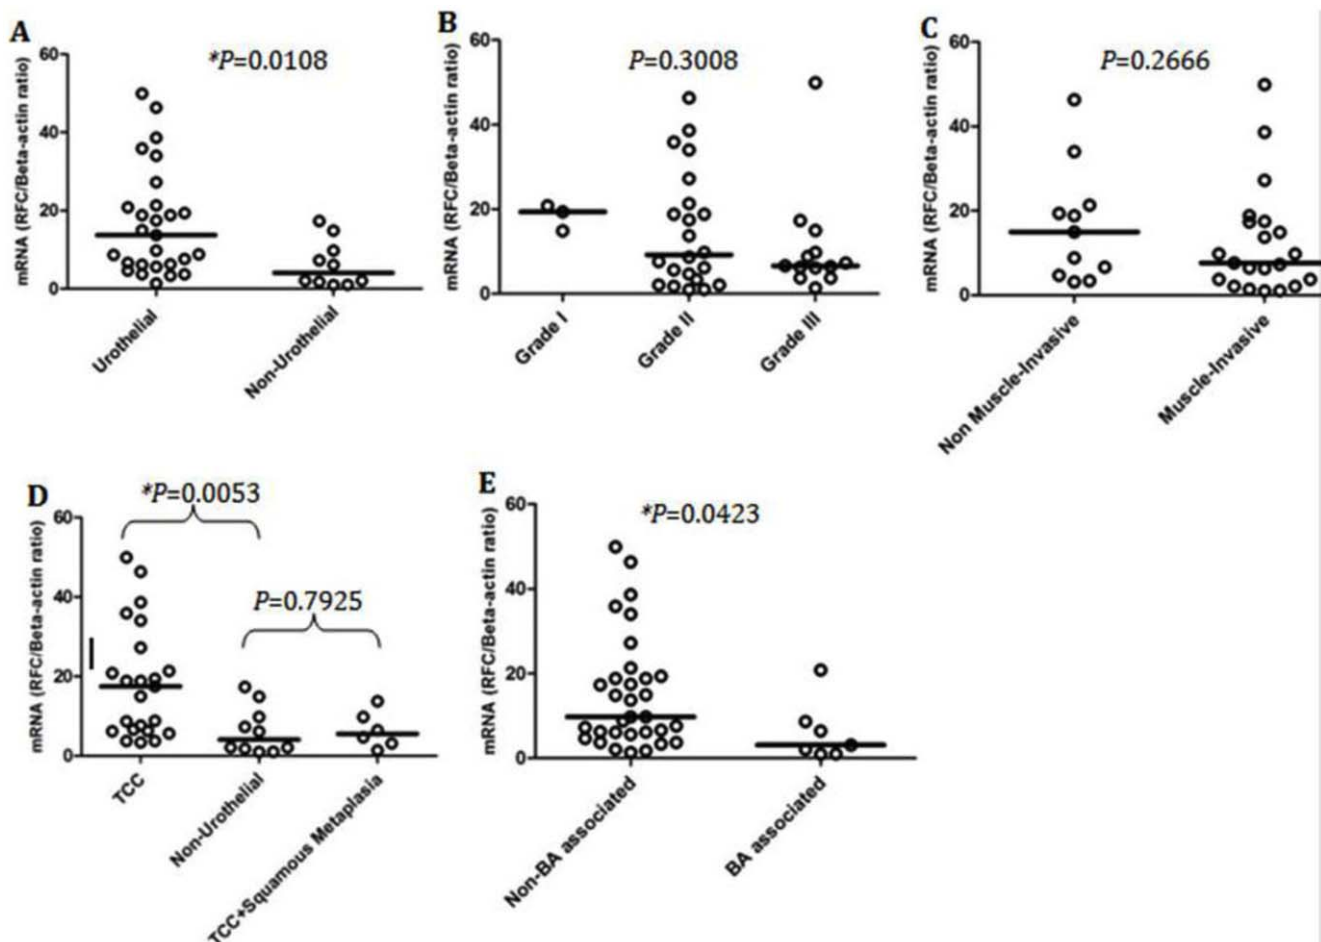 A
*P=0.0108
mRNA (RFC/Beta-actin ratio)
60
40
20
0
Urothelial
Non-Urothelial
B
P=0.3008
mRNA (RFC/Beta-actin ratio)
60
40
20
0
Grade I
Grade II
Grade III
C
P=0.2666
mRNA (RFC/Beta-actin ratio)
60
40
20
0
Non Muscle-Invasive
Muscle-Invasive
D
*P=0.0053
P=0.7925
mRNA (RFC/Beta-actin ratio)
60
40
20
0
TCC
Non-Urothelial
TCC+Squamous Metaplasia
E
*P=0.0423
mRNA (RFC/Beta-actin ratio)
60
40
20
0
Non-BA associated
BA associated